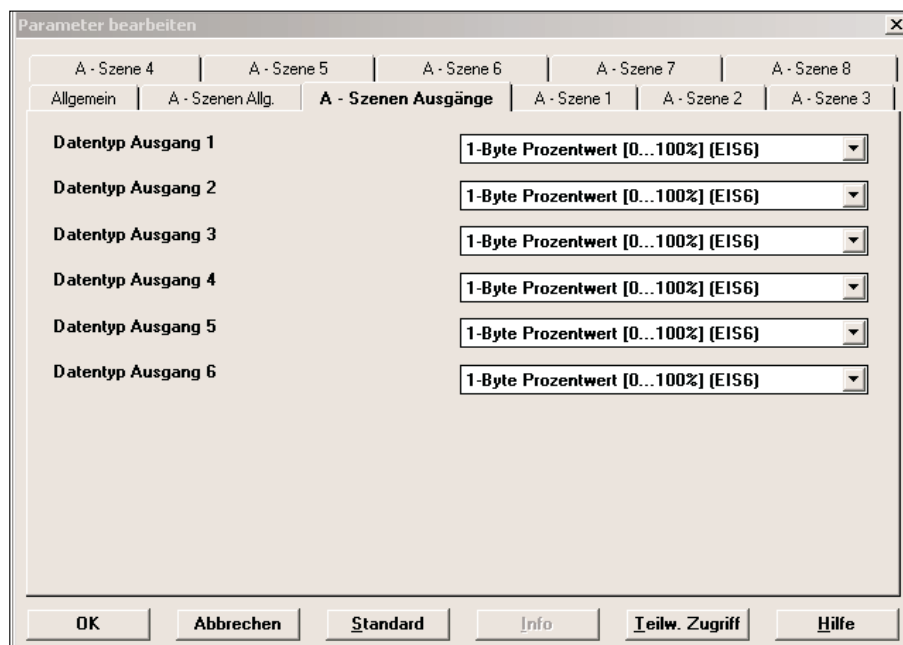 Parameter bearbeiten
A - Szene 4 A - Szene 5 A - Szene 6 A - Szene 7 A - Szene 8
Allgemein A - Szenen Allg. A - Szenen Ausgänge A - Szene 1 A - Szene 2 A - Szene 3
Datentyp Ausgang 1 1-Byte Prozentwert [0...100%] (EIS6)
Datentyp Ausgang 2 1-Byte Prozentwert [0...100%] (EIS6)
Datentyp Ausgang 3 1-Byte Prozentwert [0...100%] (EIS6)
Datentyp Ausgang 4 1-Byte Prozentwert [0...100%] (EIS6)
Datentyp Ausgang 5 1-Byte Prozentwert [0...100%] (EIS6)
Datentyp Ausgang 6 1-Byte Prozentwert [0...100%] (EIS6)
OK Abbrechen Standard Info Teilw. Zugriff Hilfe